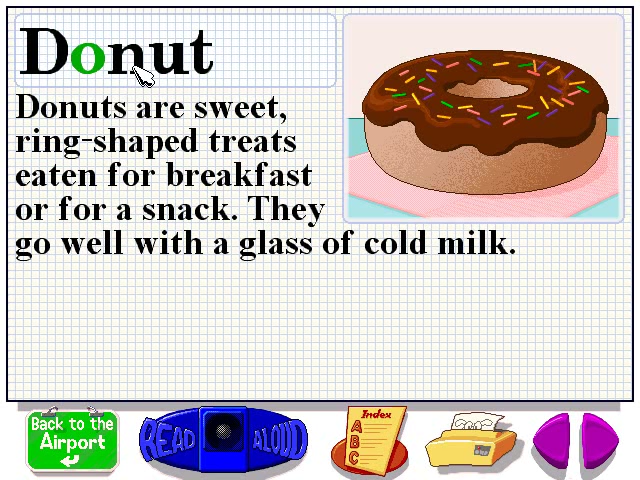 Donut
Donuts are sweet,
ring-shaped treats
eaten for breakfast
or for a snack. They
go well with a glass of cold milk.
Back to the
Airport
READ ALOUD
Index
A
B
C